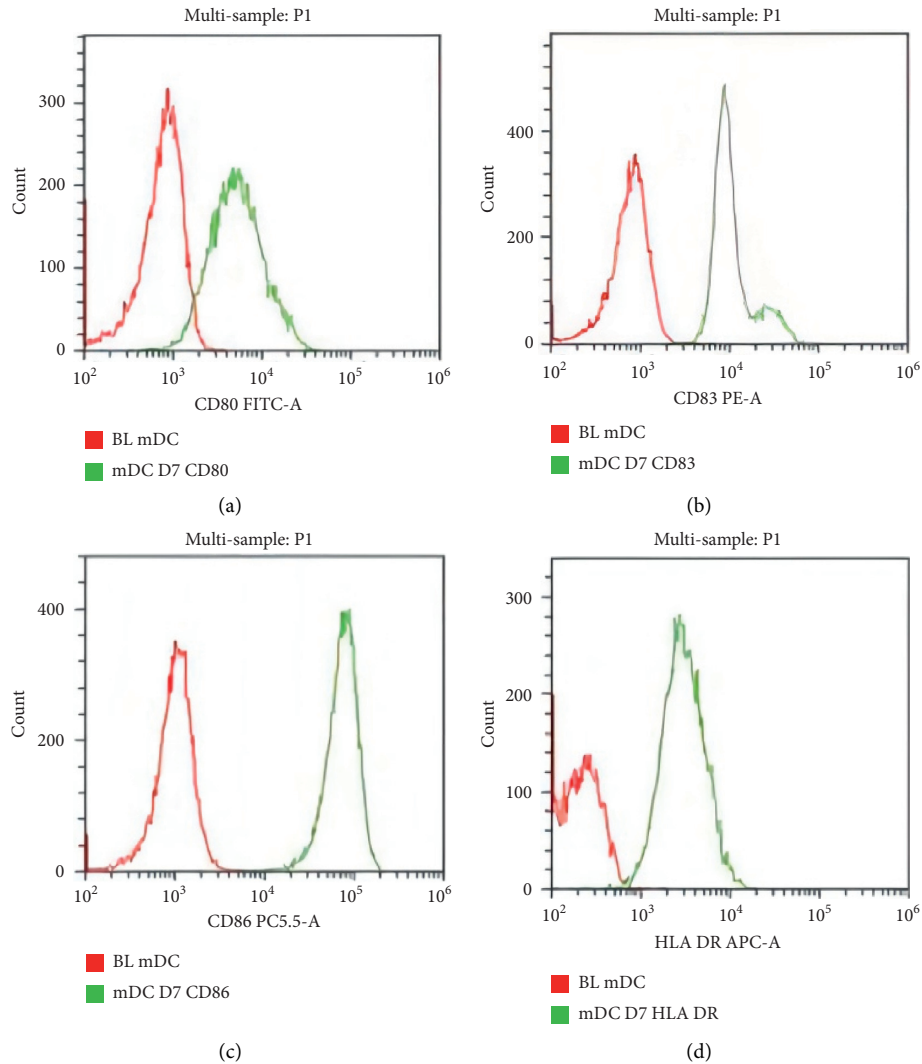 Multi-sample: P1
Count
300
200
100
0
10²
10³
10⁴
10⁵
10⁶
CD80 FITC-A
BL mDC
mDC D7 CD80
(a)
Multi-sample: P1
Count
400
200
0
10²
10³
10⁴
10⁵
10⁶
CD83 PE-A
BL mDC
mDC D7 CD83
(b)
Multi-sample: P1
Count
400
200
0
10²
10³
10⁴
10⁵
10⁶
CD86 PC5.5-A
BL mDC
mDC D7 CD86
(c)
Multi-sample: P1
Count
300
200
100
0
10²
10³
10⁴
10⁵
10⁶
HLA DR APC-A
BL mDC
mDC D7 HLA DR
(d)